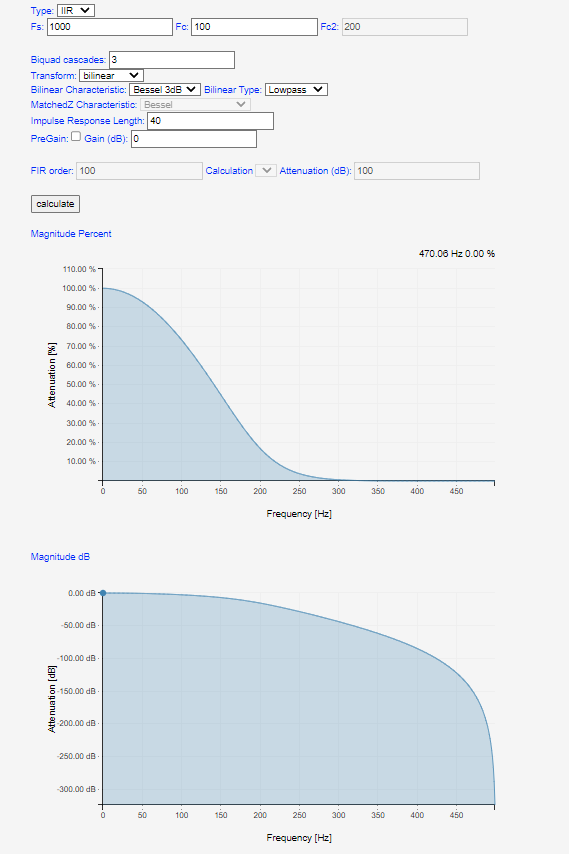 Type: IIR
Fs: 1000 Fc: 100 Fc2: 200
Biquad cascades: 3
Transform: bilinear
Bilinear Characteristic: Bessel 3dB Bilinear Type: Lowpass
MatchedZ Characteristic: Bessel
Impulse Response Length: 40
PreGain: Gain (dB): 0
FIR order: 100 Calculation Attenuation (dB): 100
calculate
Magnitude Percent
470.06 Hz 0.00 %
110.00 %
100.00 %
90.00 %
80.00 %
70.00 %
60.00 %
50.00 %
40.00 %
30.00 %
20.00 %
10.00 %
Attenuation [%]
0 50 100 150 200 250 300 350 400 450
Frequency [Hz]
Magnitude dB
0.00 dB
-50.00 dB
-100.00 dB
-150.00 dB
-200.00 dB
-250.00 dB
-300.00 dB
Attenuation [dB]
0 50 100 150 200 250 300 350 400 450
Frequency [Hz]